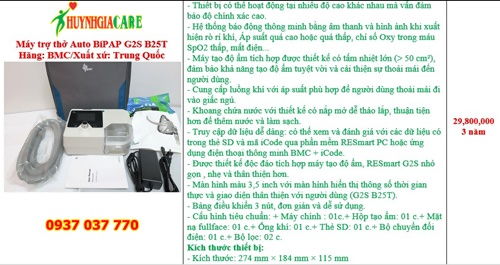 HUYNHGIACARE
Máy trợ thở Auto BiPAP G2S B25T
Hãng: BMC/Xuất xứ: Trung Quốc
0937 037 770
- Thiết bị có thể hoạt động tại nhiều độ cao khác nhau mà vẫn đảm
bảo độ chính xác cao.
- Hệ thống báo động thông minh bằng âm thanh và hình ảnh khi xuất
hiện rò rỉ khí, Áp suất quá cao hoặc quá thấp, chỉ số Oxy trong máu
SpO2 thấp, mất điện...
- Máy tạo độ ẩm tích hợp được thiết kế có tấm nhiệt lớn (> 50 cm²),
đảm bảo khả năng tạo độ ẩm tuyệt vời và cải thiện sự thoải mái đến
người dùng.
- Cung cấp luồng khí với áp suất phù hợp để người dùng thoải mái đi
vào giấc ngủ.
- Khoang chứa nước với thiết kế có nắp mở dễ tháo lắp, thuận tiện
hơn để thêm nước và làm sạch.
- Truy cập dữ liệu dễ dàng: có thể xem và đánh giá với các dữ liệu có
trong thẻ SD và mã iCode qua phần mềm RESmart PC hoặc ứng
dụng điện thoại thông minh BMC + iCode.
- Được thiết kế độc đáo tích hợp máy tạo độ ẩm, RESmart G2S nhỏ
gọn , nhẹ và thân thiện hơn.
- Màn hình màu 3,5 inch với màn hình hiển thị thông số thời gian
thực và giao diện thân thiện với người dùng (G2S B25T).
- Bảng điều khiển 3 nút, đơn giản và dễ sử dụng.
- Cấu hình tiêu chuẩn: + Máy chính : 01c.+ Hộp tạo ẩm: 01 c.+ Mặt
nạ fullface: 01 c.+ Ống khí: 01 c.+ Thẻ SD: 01 c.+ Bộ chuyển đổi
điện: 01 c.+ Bộ lọc: 02 c.
Kích thước thiết bị:
- Kích thước: 274 mm × 184 mm × 115 mm
29,800,000
3 năm